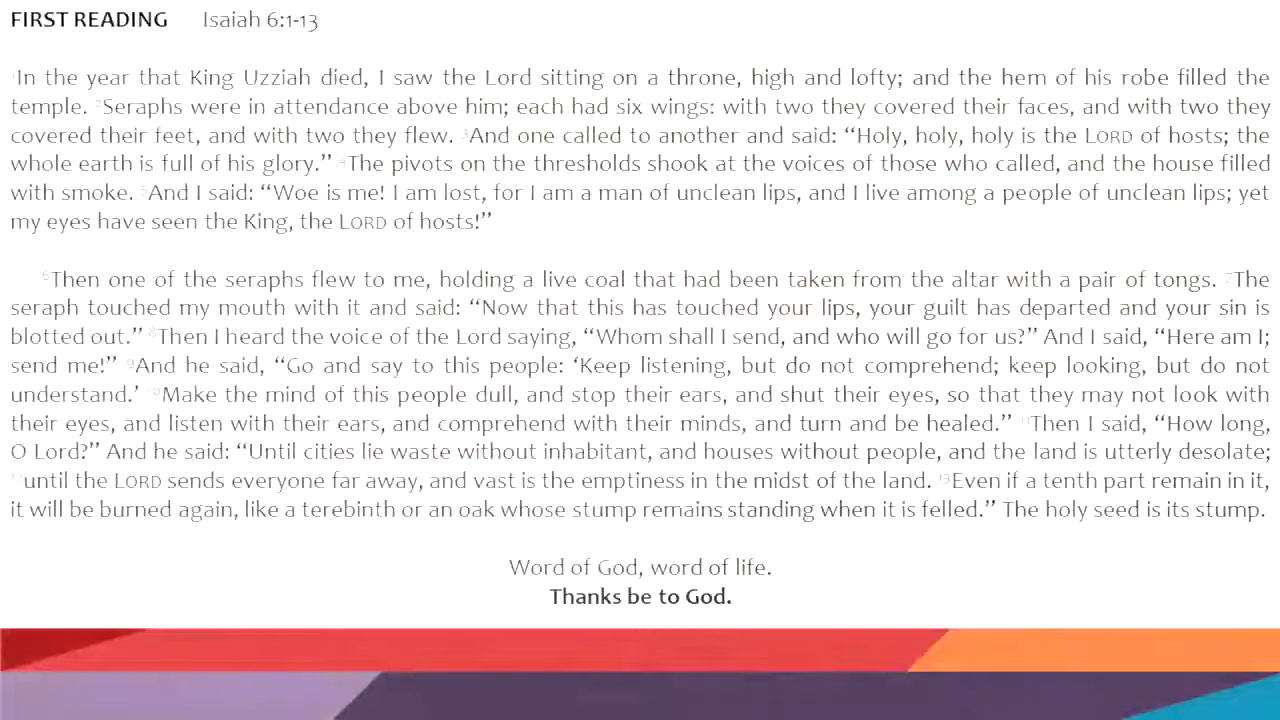 FIRST READING Isaiah 6:1-13
1In the year that King Uzziah died, I saw the Lord sitting on a throne, high and lofty; and the hem of his robe filled the
temple. 2Seraphs were in attendance above him; each had six wings: with two they covered their faces, and with two they
covered their feet, and with two they flew. 3And one called to another and said: “Holy, holy, holy is the LORD of hosts; the
whole earth is full of his glory.” 4The pivots on the thresholds shook at the voices of those who called, and the house filled
with smoke. 5And I said: “Woe is me! I am lost, for I am a man of unclean lips, and I live among a people of unclean lips; yet
my eyes have seen the King, the LORD of hosts!”
6Then one of the seraphs flew to me, holding a live coal that had been taken from the altar with a pair of tongs. 7The
seraph touched my mouth with it and said: “Now that this has touched your lips, your guilt has departed and your sin is
blotted out.” 8Then I heard the voice of the Lord saying, “Whom shall I send, and who will go for us?” And I said, “Here am I;
send me!” 9And he said, “Go and say to this people: ‘Keep listening, but do not comprehend; keep looking, but do not
understand.’ 10Make the mind of this people dull, and stop their ears, and shut their eyes, so that they may not look with
their eyes, and listen with their ears, and comprehend with their minds, and turn and be healed.” 11Then I said, “How long,
O Lord?” And he said: “Until cities lie waste without inhabitant, and houses without people, and the land is utterly desolate;
12until the LORD sends everyone far away, and vast is the emptiness in the midst of the land. 13Even if a tenth part remain in it,
it will be burned again, like a terebinth or an oak whose stump remains standing when it is felled.” The holy seed is its stump.
Word of God, word of life.
Thanks be to God.